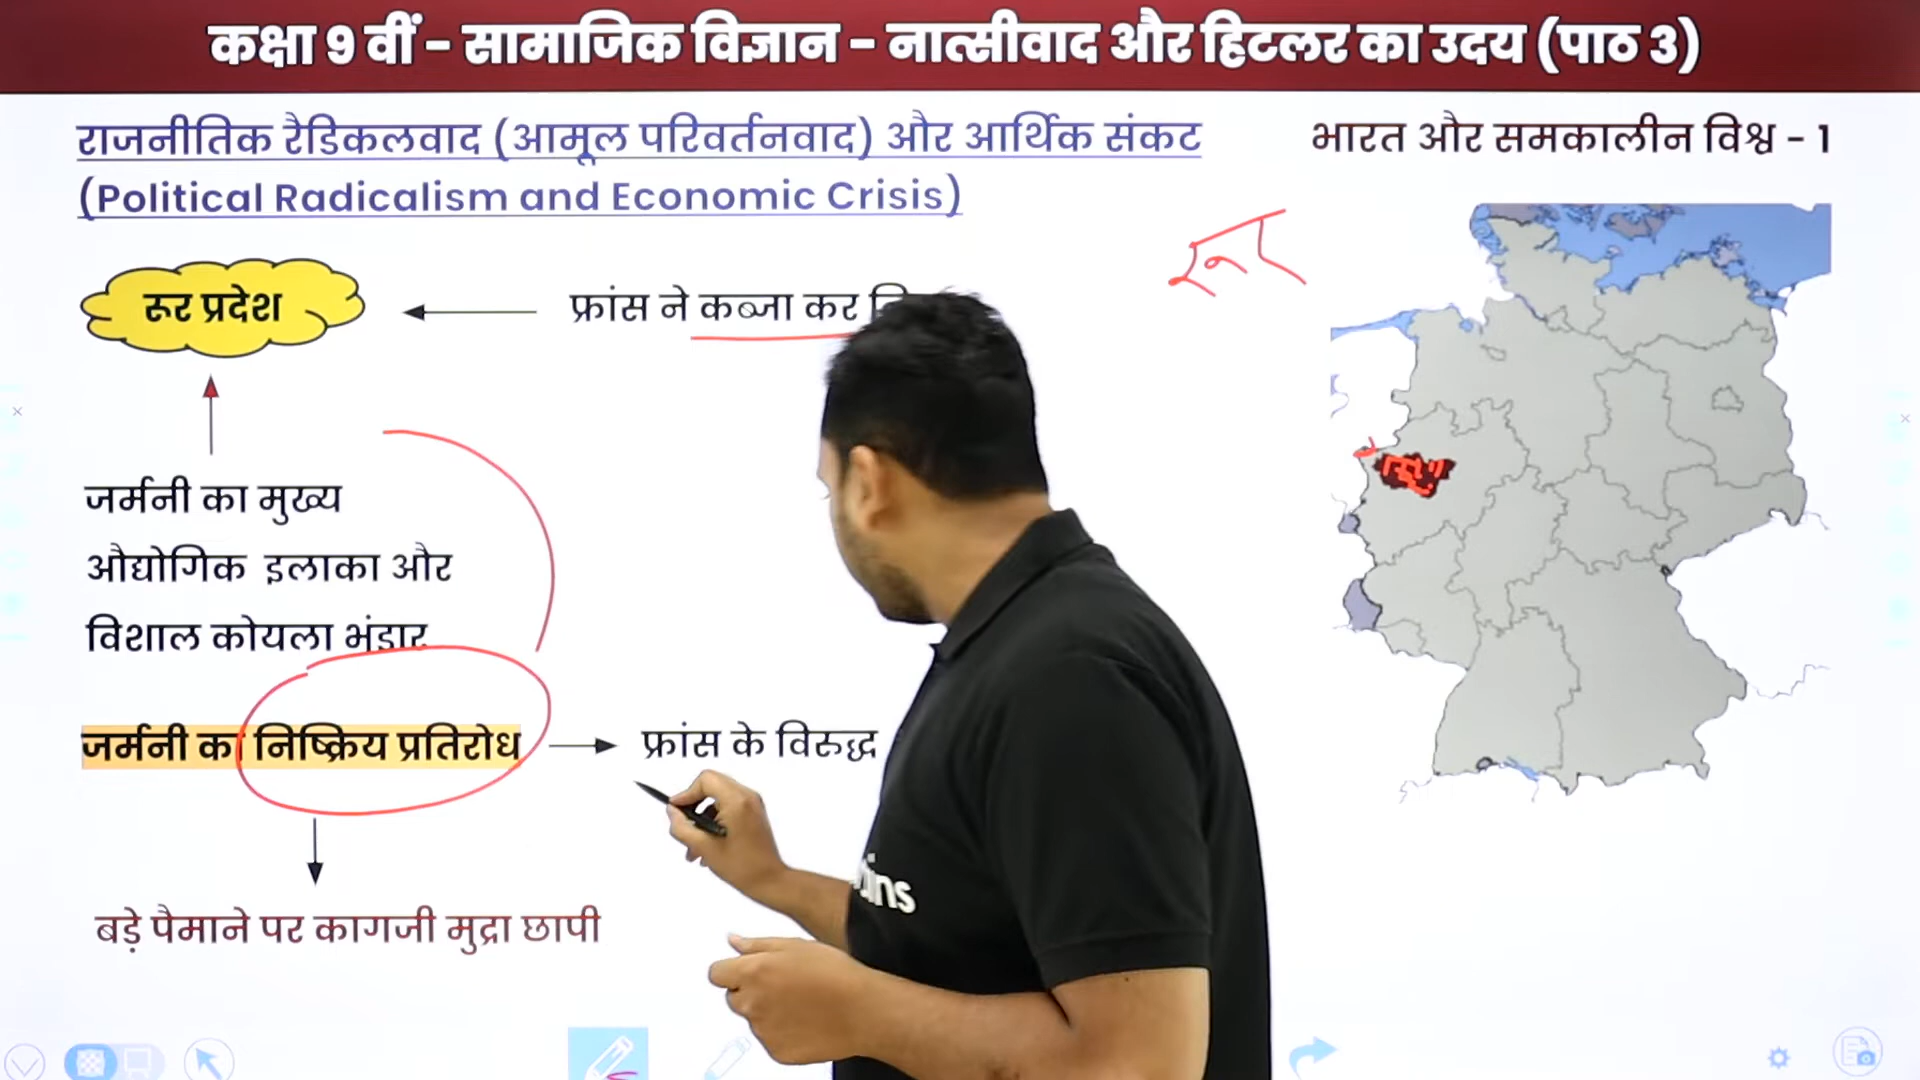 कक्षा 9 वीं - सामाजिक विज्ञान - नात्सीवाद और हिटलर का उदय (पाठ 3)
राजनीतिक रैडिकलवाद (आमूल परिवर्तनवाद) और आर्थिक संकट
(Political Radicalism and Economic Crisis)
भारत और समकालीन विश्व - 1
रूर प्रदेश
फ्रांस ने कब्जा कर
जर्मनी का मुख्य
औद्योगिक इलाका और
विशाल कोयला भंडार
जर्मनी का निष्क्रिय प्रतिरोध
फ्रांस के विरुद्ध
बड़े पैमाने पर कागजी मुद्रा छापी